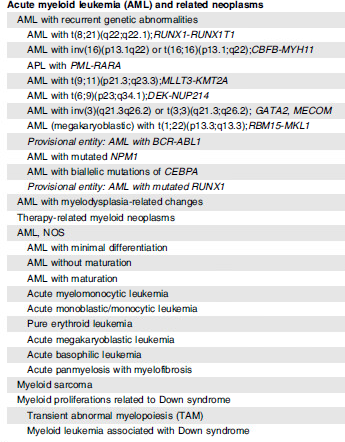 Acute myeloid leukemia (AML) and related neoplasms
AML with recurrent genetic abnormalities
AML with t(8;21)(q22;q22.1);RUNX1-RUNX1T1
AML with inv(16)(p13.1q22) or t(16;16)(p13.1;q22);CBFB-MYH11
APL with PML-RARA
AML with t(9;11)(p21.3;q23.3);MLLT3-KMT2A
AML with t(6;9)(p23;q34.1);DEK-NUP214
AML with inv(3)(q21.3q26.2) or t(3;3)(q21.3;q26.2); GATA2, MECOM
AML (megakaryoblastic) with t(1;22)(p13.3;q13.3);RBM15-MKL1
Provisional entity: AML with BCR-ABL1
AML with mutated NPM1
AML with biallelic mutations of CEBPA
Provisional entity: AML with mutated RUNX1
AML with myelodysplasia-related changes
Therapy-related myeloid neoplasms
AML, NOS
AML with minimal differentiation
AML without maturation
AML with maturation
Acute myelomonocytic leukemia
Acute monoblastic/monocytic leukemia
Pure erythroid leukemia
Acute megakaryoblastic leukemia
Acute basophilic leukemia
Acute panmyelosis with myelofibrosis
Myeloid sarcoma
Myeloid proliferations related to Down syndrome
Transient abnormal myelopoiesis (TAM)
Myeloid leukemia associated with Down syndrome